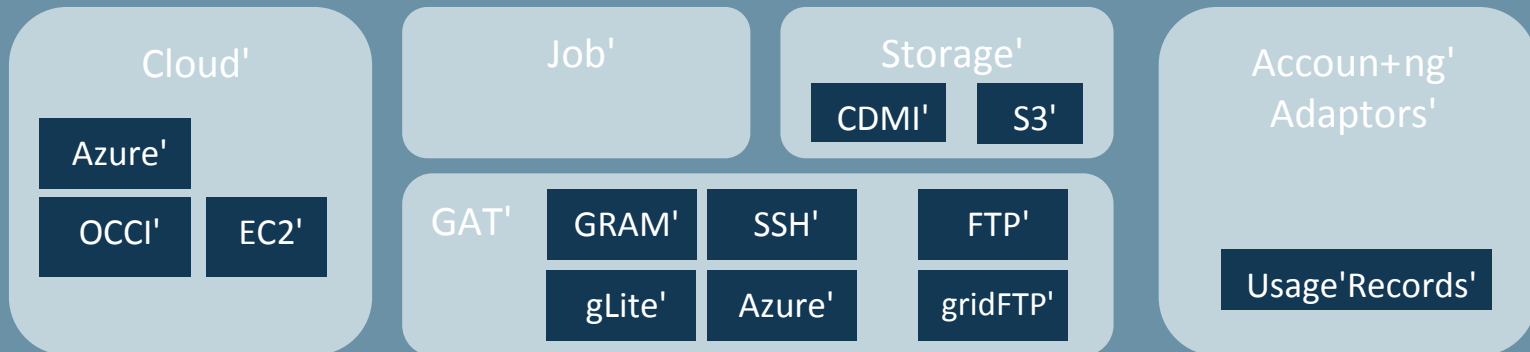 Cloud'
Azure'
OCCI'
EC2'
Job'
Storage'
CDMI'
S3'
GAT'
GRAM'
SSH'
FTP'
gLite'
Azure'
gridFTP'
Accoun+ng'
Adaptors'
Usage'Records'